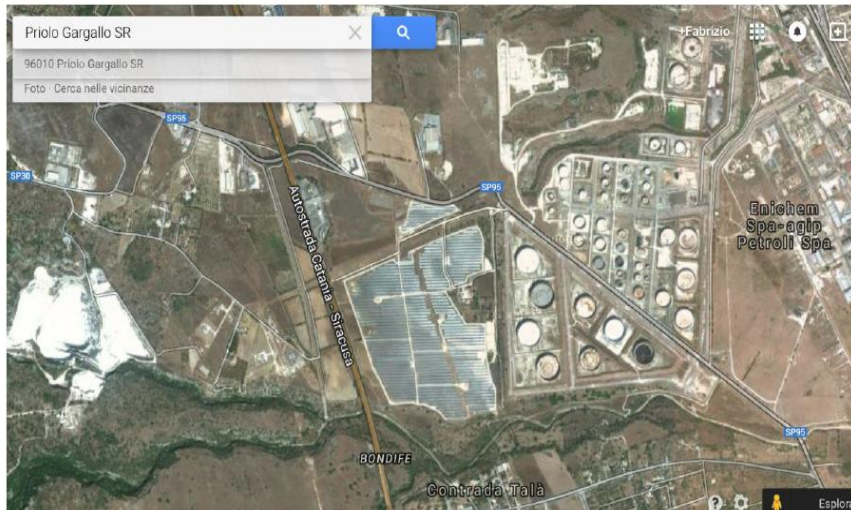 Priolo Gargallo SR
96010 Priolo Gargallo SR
Foto · Cerca nelle vicinanze
+Fabrizio
SP95
SP30
SP95
Autostrada Catania - Siracusa
Enichem
Spa-agip
Petroli Spa
SP95
BONDIFE
Contrada Talà
?
Esplora